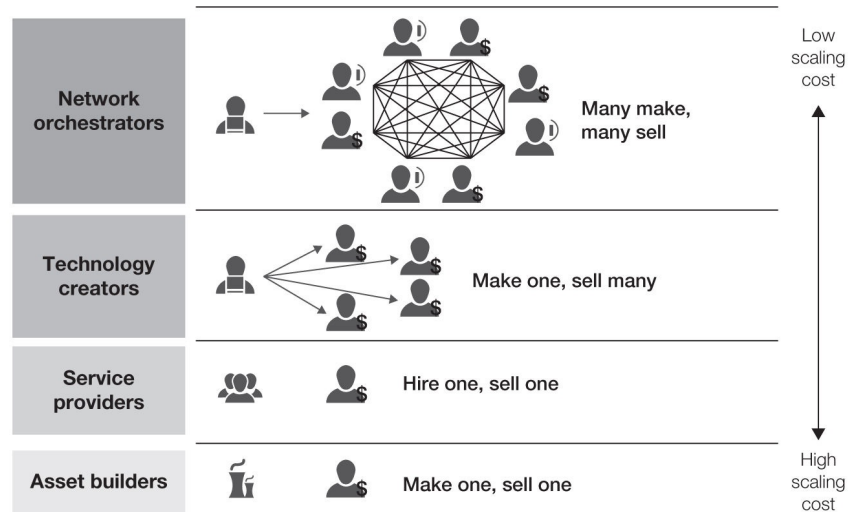 Low
scaling
cost
Network
orchestrators
$
$
$
$
Many make,
many sell
Technology
creators
$
$
$
$
Make one, sell many
Service
providers
$
Hire one, sell one
Asset builders
$
Make one, sell one
High
scaling
cost